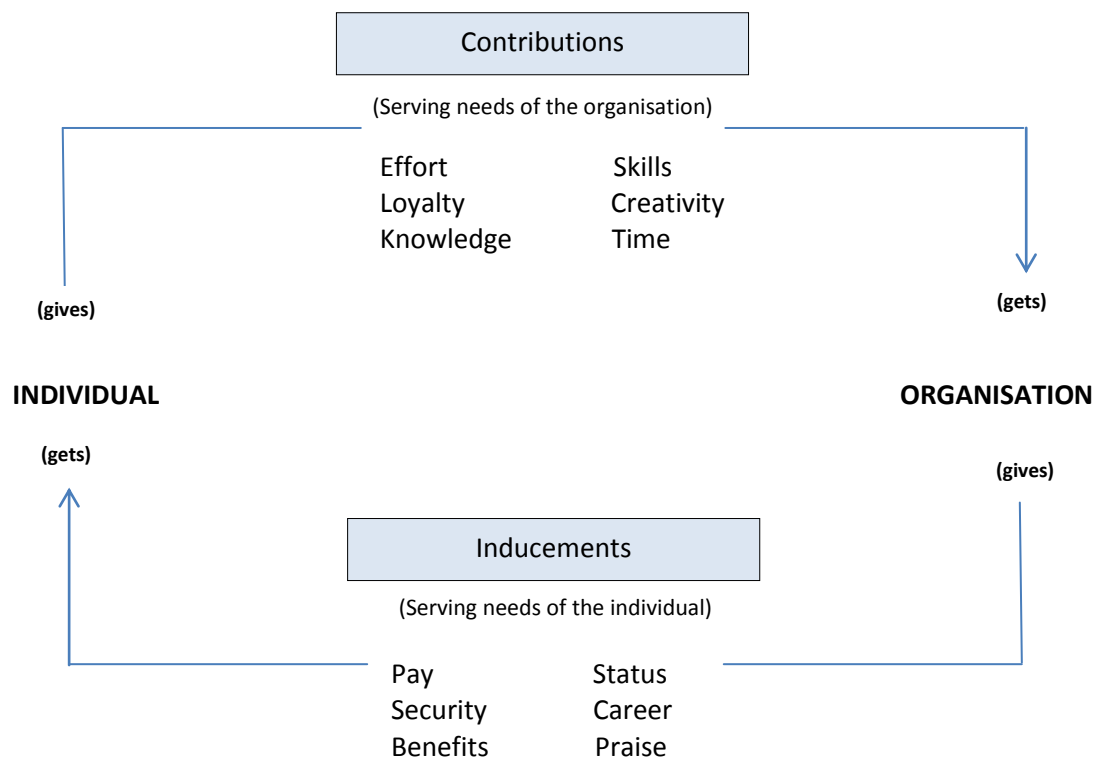 Contributions
(Serving needs of the organisation)
Effort Skills
Loyalty Creativity
Knowledge Time
(gives) (gets)
INDIVIDUAL ORGANISATION
(gets) (gives)
Inducements
(Serving needs of the individual)
Pay Status
Security Career
Benefits Praise